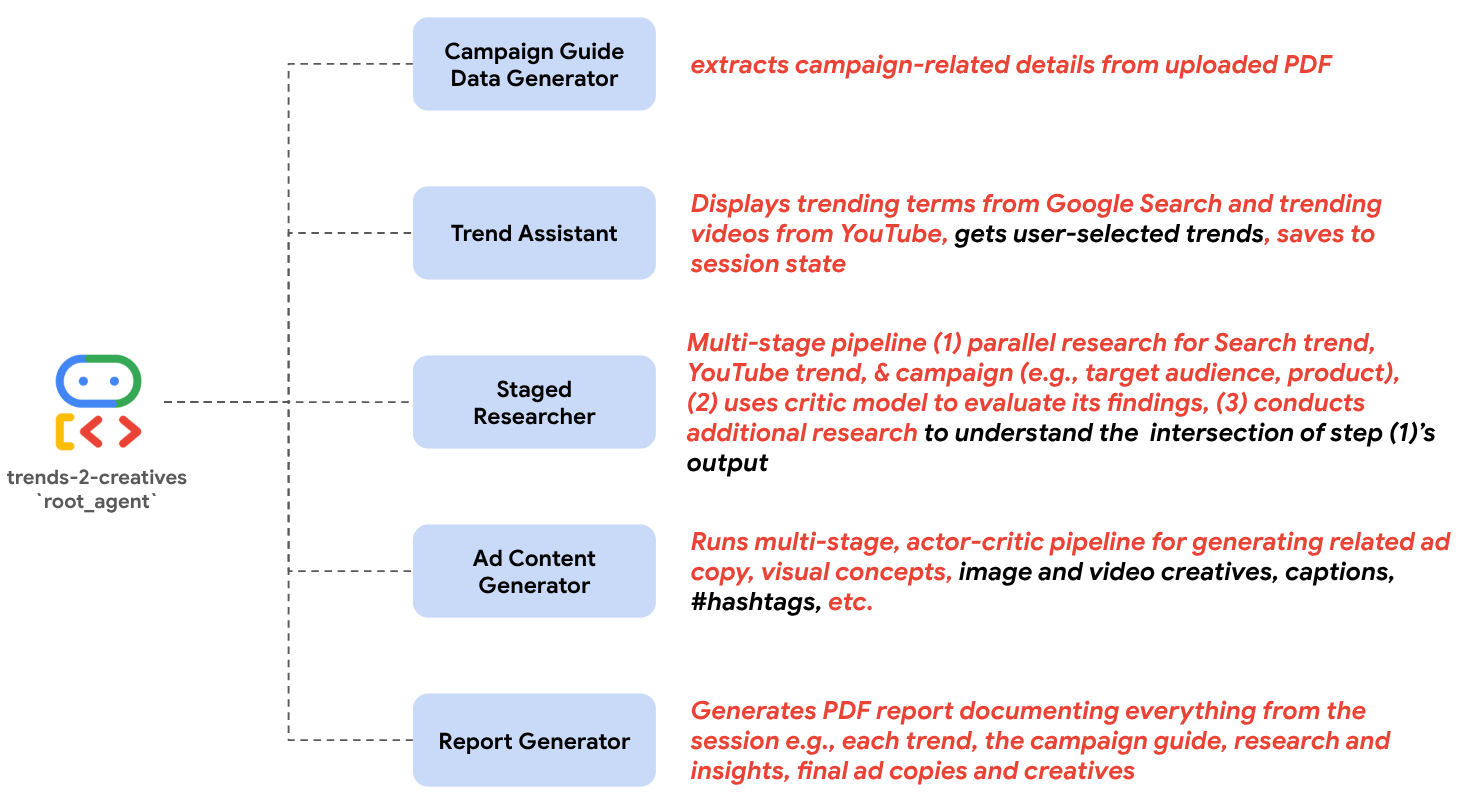 Campaign Guide
Data Generator
extracts campaign-related details from uploaded PDF
Trend Assistant
Displays trending terms from Google Search and trending
videos from YouTube, gets user-selected trends, saves to
session state
Staged
Researcher
Multi-stage pipeline (1) parallel research for Search trend,
YouTube trend, & campaign (e.g., target audience, product),
(2) uses critic model to evaluate its findings, (3) conducts
additional research to understand the intersection of step (1)'s
output
trends-2-creatives
`root_agent`
Ad Content
Generator
Runs multi-stage, actor-critic pipeline for generating related ad
copy, visual concepts, image and video creatives, captions,
#hashtags, etc.
Report Generator
Generates PDF report documenting everything from the
session e.g., each trend, the campaign guide, research and
insights, final ad copies and creatives